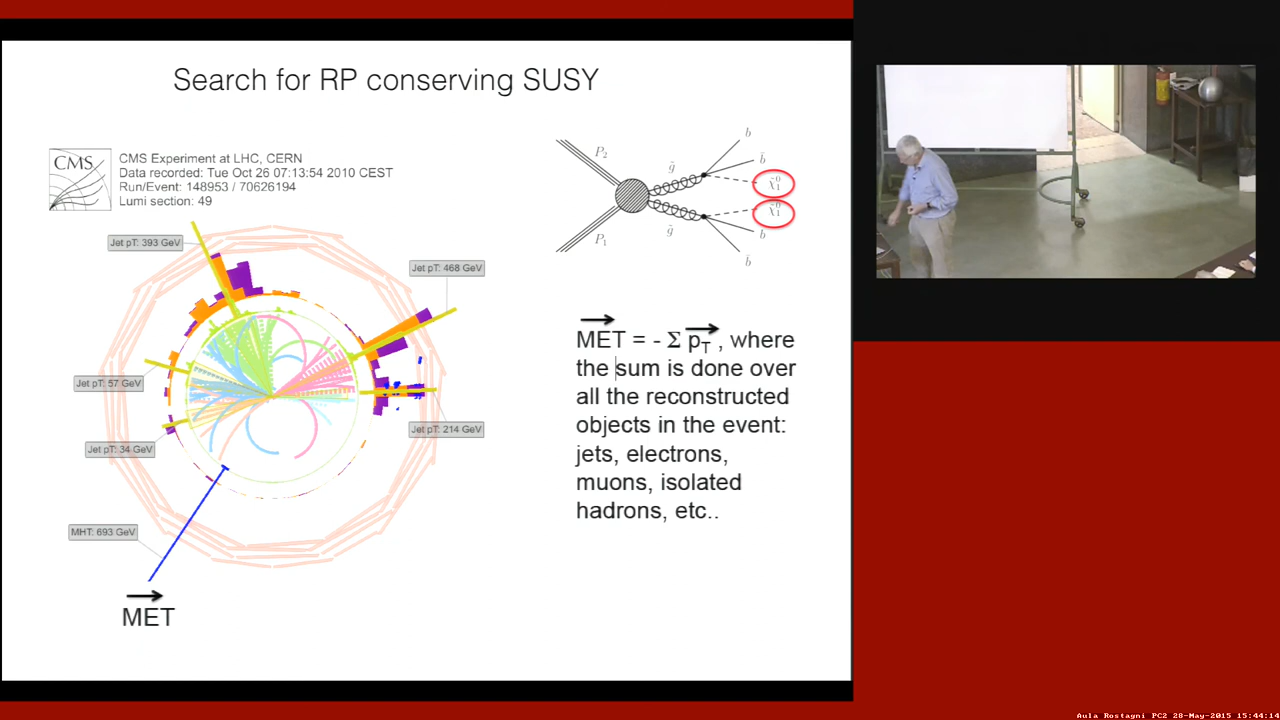 Search for RP conserving SUSY
CMS
CMS Experiment at LHC, CERN
Data recorded: Tue Oct 26 07:13:54 2010 CEST
Run/Event: 148953 / 70626194
Lumi section: 49
Jet pT: 393 GeV
Jet pT: 468 GeV
Jet pT: 57 GeV
Jet pT: 214 GeV
Jet pT: 34 GeV
MHT: 693 GeV
MET
P₂
P₁
g̃
g̃
b
b̄
χ̃₁⁰
χ̃₁⁰
b
b̄
MET = - Σ pT , where
the sum is done over
all the reconstructed
objects in the event:
jets, electrons,
muons, isolated
hadrons, etc..
Aula Rostagni PC2 28-May-2015 15:44:14